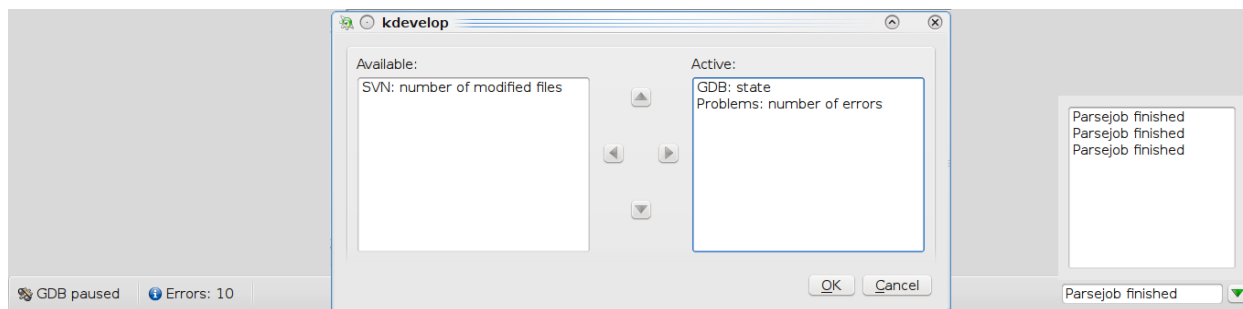 kdevelop
Available:
SVN: number of modified files
Active:
GDB: state
Problems: number of errors
OK
Cancel
Parsejob finished
Parsejob finished
Parsejob finished
GDB paused
Errors: 10
Parsejob finished